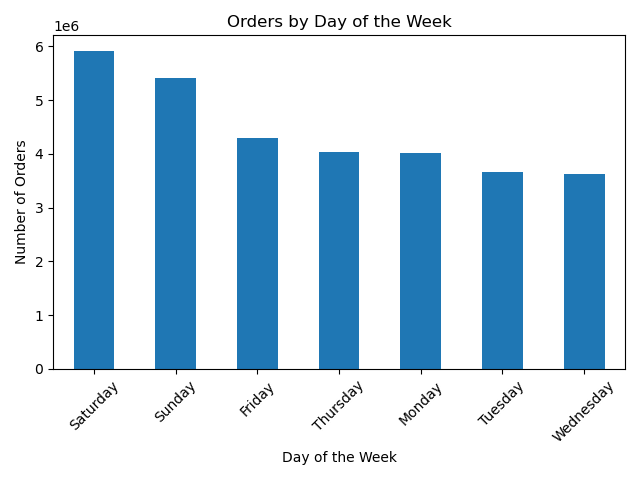 Orders by Day of the Week
1e6
6
5
4
3
2
1
0
Number of Orders
Saturday
Sunday
Friday
Thursday
Monday
Tuesday
Wednesday
Day of the Week